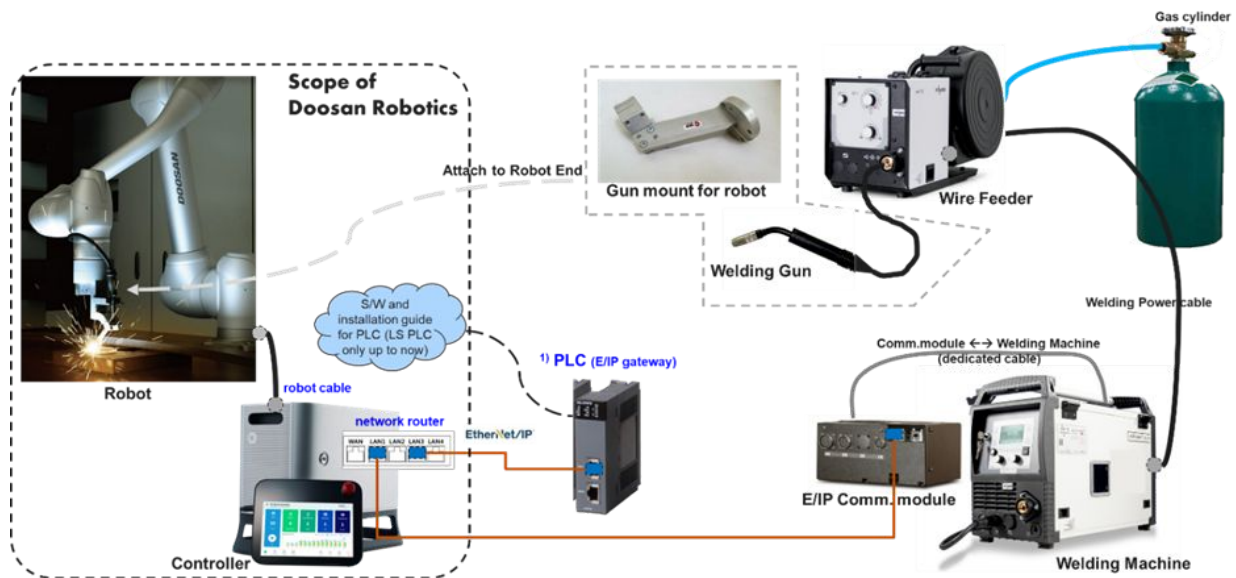 Gas cylinder
Scope of
Doosan Robotics
DOOSAN
Attach to Robot End
Gun mount for robot
Wire Feeder
Welding Gun
S/W and
installation guide
for PLC (LS PLC
only up to now)
Welding Power cable
Comm.module ←→ Welding Machine
(dedicated cable)
1) PLC (E/IP gateway)
Robot
robot cable
network router
EtherNet/IP
WAN LAN1 LAN2 LAN3 LAN4
E/IP Comm.module
Controller
Welding Machine